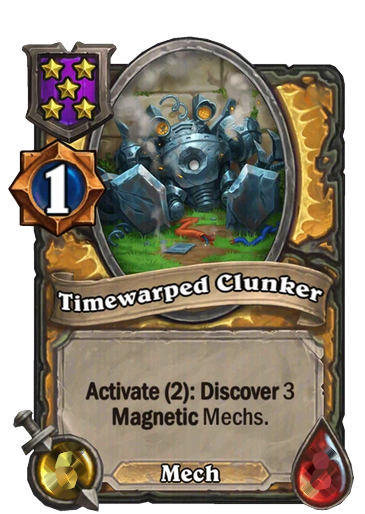 1
Timewarped Clunker
Activate (2): Discover 3
Magnetic Mechs.
Mech